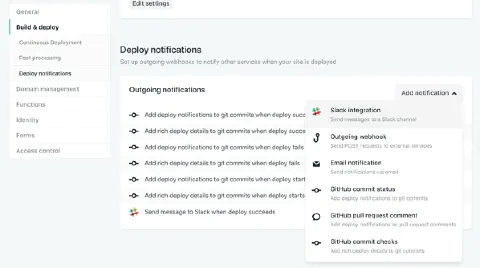 General
Build & deploy
Continuous Deployment
Post processing
Deploy notifications
Domain management
Functions
Identity
Forms
Access control
Edit settings
Deploy notifications
Set up outgoing webhooks to notify other services when your site is deployed
Outgoing notifications
Add notification
Add deploy notifications to git commits when deploy succe
Add rich deploy details to git commits when deploy succe
Add deploy notifications to git commits when deploy fails
Add rich deploy details to git commits when deploy fails
Add deploy notifications to git commits when deploy start
Add rich deploy details to git commits when deploy starts
Send message to Slack when deploy succeeds
Slack integration
Send messages to a Slack channel
Outgoing webhook
Send POST requests to external services
Email notification
Send notifications via email
GitHub commit status
Add deploy notifications to git commits
GitHub pull request comment
Add deploy notifications as pull request comments
GitHub commit checks
Add rich deploy details to git commits